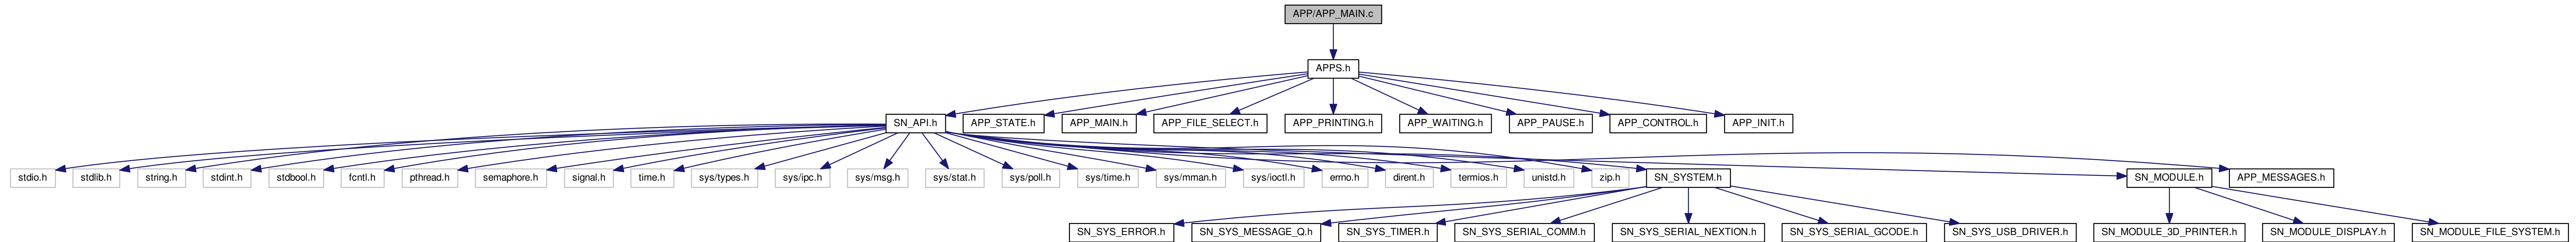 APP/APP_MAIN.c
APPS.h
SN_API.h
APP_STATE.h
APP_MAIN.h
APP_FILE_SELECT.h
APP_PRINTING.h
APP_WAITING.h
APP_PAUSE.h
APP_CONTROL.h
APP_INIT.h
stdio.h
stdlib.h
string.h
stdint.h
stdbool.h
fcntl.h
pthread.h
semaphore.h
signal.h
time.h
sys/types.h
sys/ipc.h
sys/msg.h
sys/stat.h
sys/poll.h
sys/time.h
sys/mman.h
sys/ioctl.h
errno.h
dirent.h
termios.h
unistd.h
zip.h
SN_SYSTEM.h
SN_MODULE.h
APP_MESSAGES.h
SN_SYS_ERROR.h
SN_SYS_MESSAGE_Q.h
SN_SYS_TIMER.h
SN_SYS_SERIAL_COMM.h
SN_SYS_SERIAL_NEXTION.h
SN_SYS_SERIAL_GCODE.h
SN_SYS_USB_DRIVER.h
SN_MODULE_3D_PRINTER.h
SN_MODULE_DISPLAY.h
SN_MODULE_FILE_SYSTEM.h